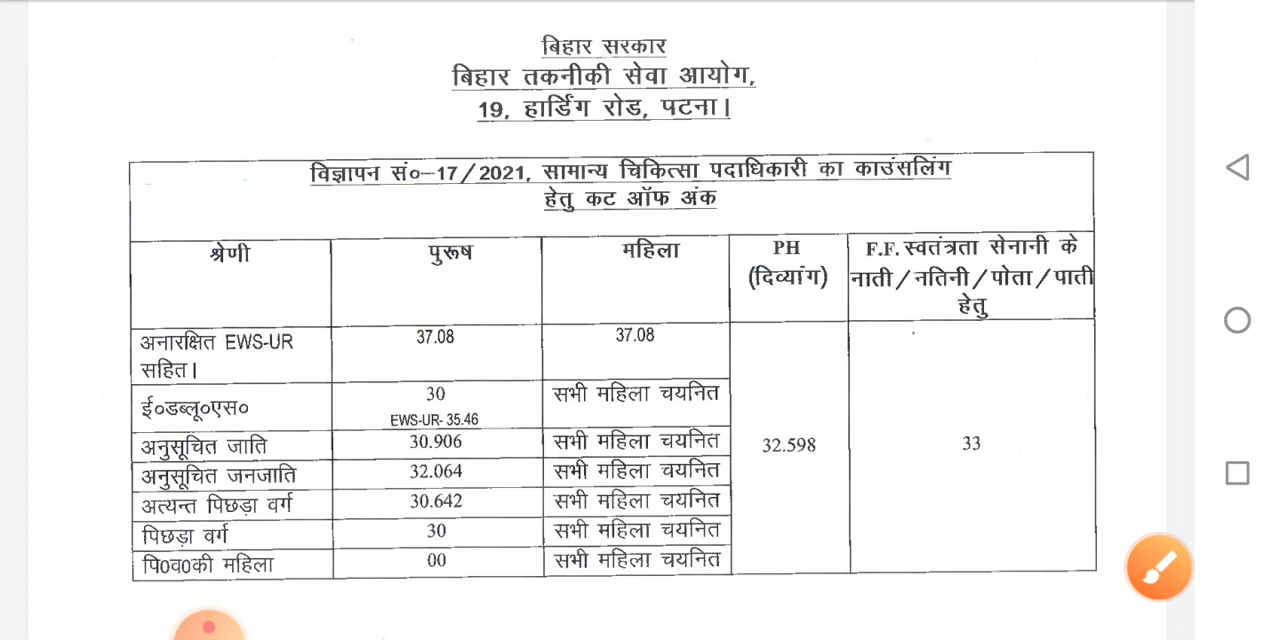 बिहार सरकार
बिहार तकनीकी सेवा आयोग,
19, हार्डिंग रोड, पटना।
विज्ञापन सं०–17/2021, सामान्य चिकित्सा पदाधिकारी का काउंसलिंग
हेतु कट ऑफ अंक
श्रेणी पुरूष महिला PH (दिव्यांग) F.F. स्वतंत्रता सेनानी के नाती/नतिनी/पोता/पाती हेतु
अनारक्षित EWS-UR सहित। 37.08 37.08
ई०डब्लू०एस० 30 EWS-UR- 35.46 सभी महिला चयनित
अनुसूचित जाति 30.906 सभी महिला चयनित 32.598 33
अनुसूचित जनजाति 32.064 सभी महिला चयनित
अत्यन्त पिछड़ा वर्ग 30.642 सभी महिला चयनित
पिछड़ा वर्ग 30 सभी महिला चयनित
पि0व0की महिला 00 सभी महिला चयनित